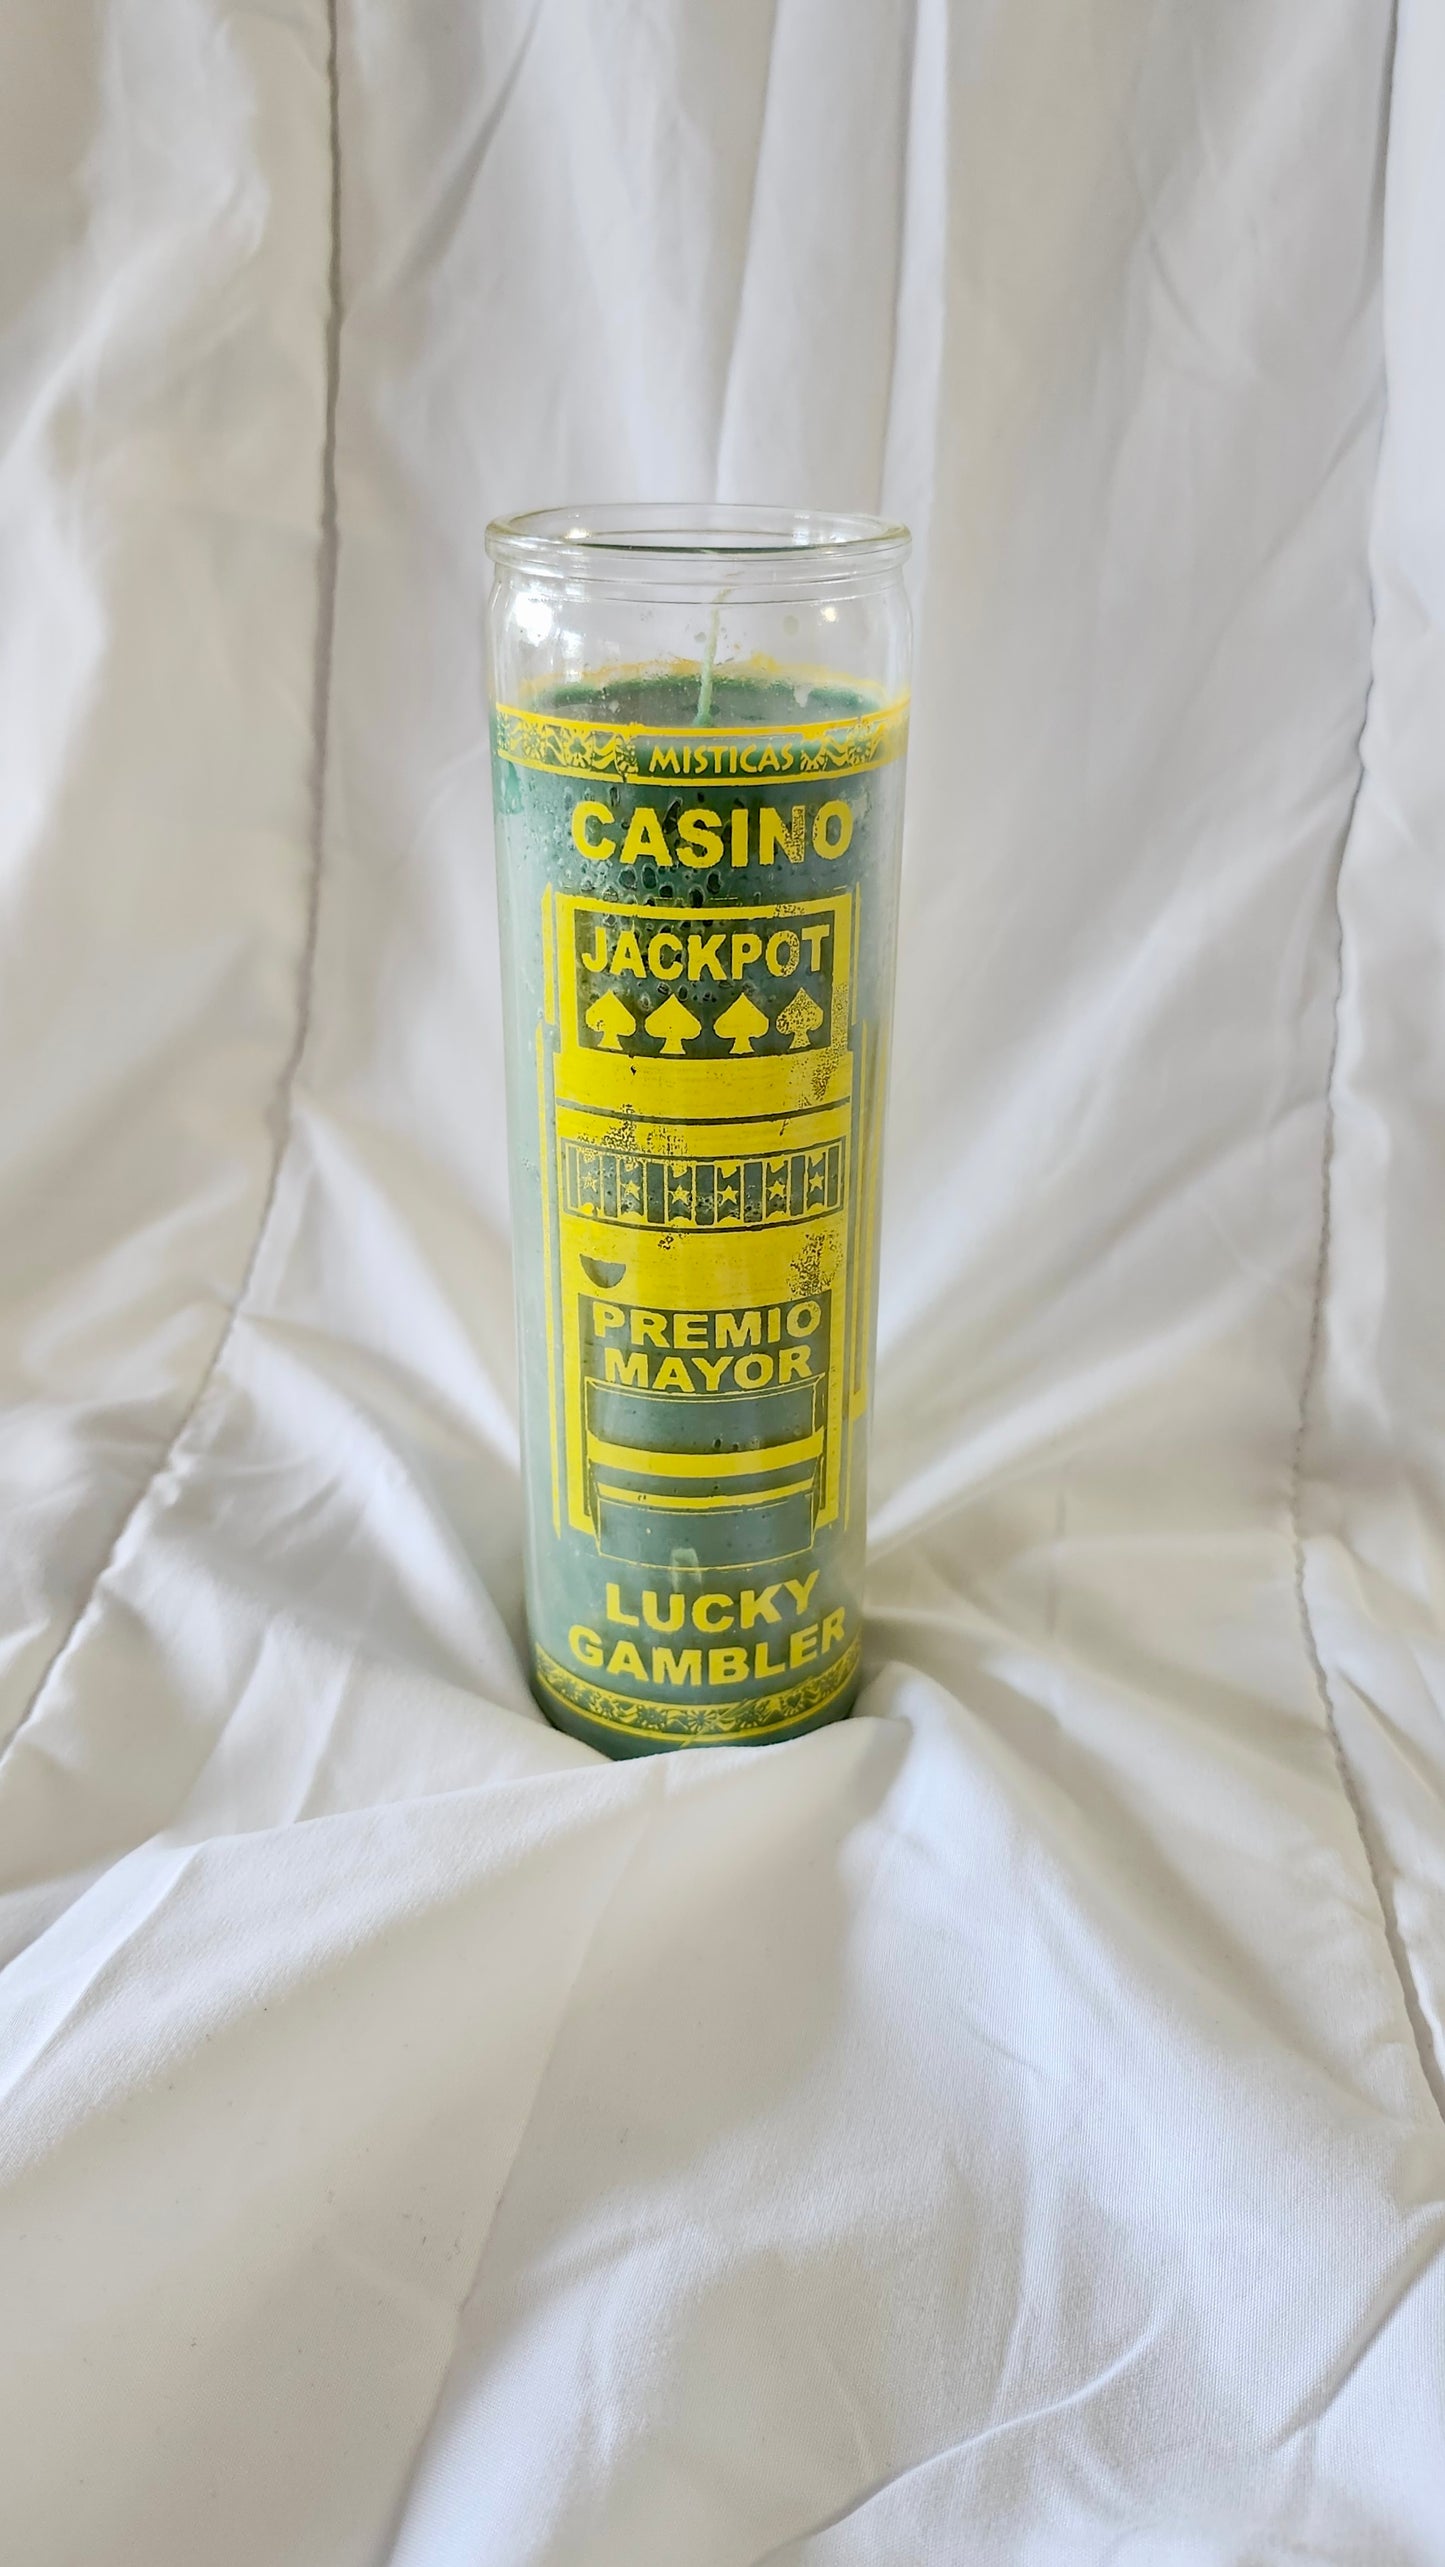 MISTICAS
CASINO
JACKPOT
PREMIO
MAYOR
LUCKY
GAMBLER